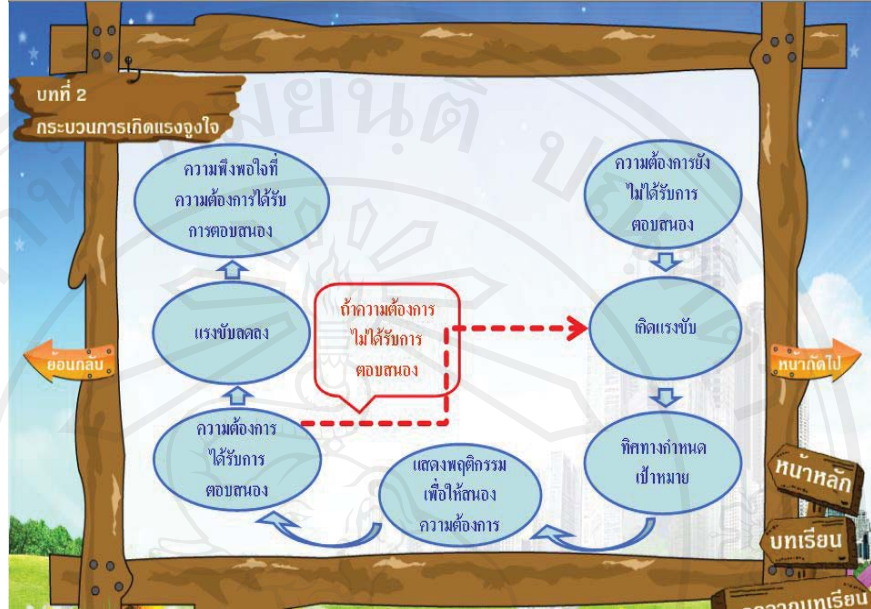 บทที่ 2
กระบวนการเกิดแรงจูงใจ
ความพึงพอใจที่
ความต้องการได้รับ
การตอบสนอง
ความต้องการยัง
ไม่ได้รับการ
ตอบสนอง
แรงขับลดลง
ถ้าความต้องการ
ไม่ได้รับการ
ตอบสนอง
เกิดแรงขับ
ย้อนกลับ
หน้าถัดไป
ความต้องการ
ได้รับการ
ตอบสนอง
แสดงพฤติกรรม
เพื่อให้สนอง
ความต้องการ
ทิศทางกำหนด
เป้าหมาย
หน้าหลัก
บทเรียน